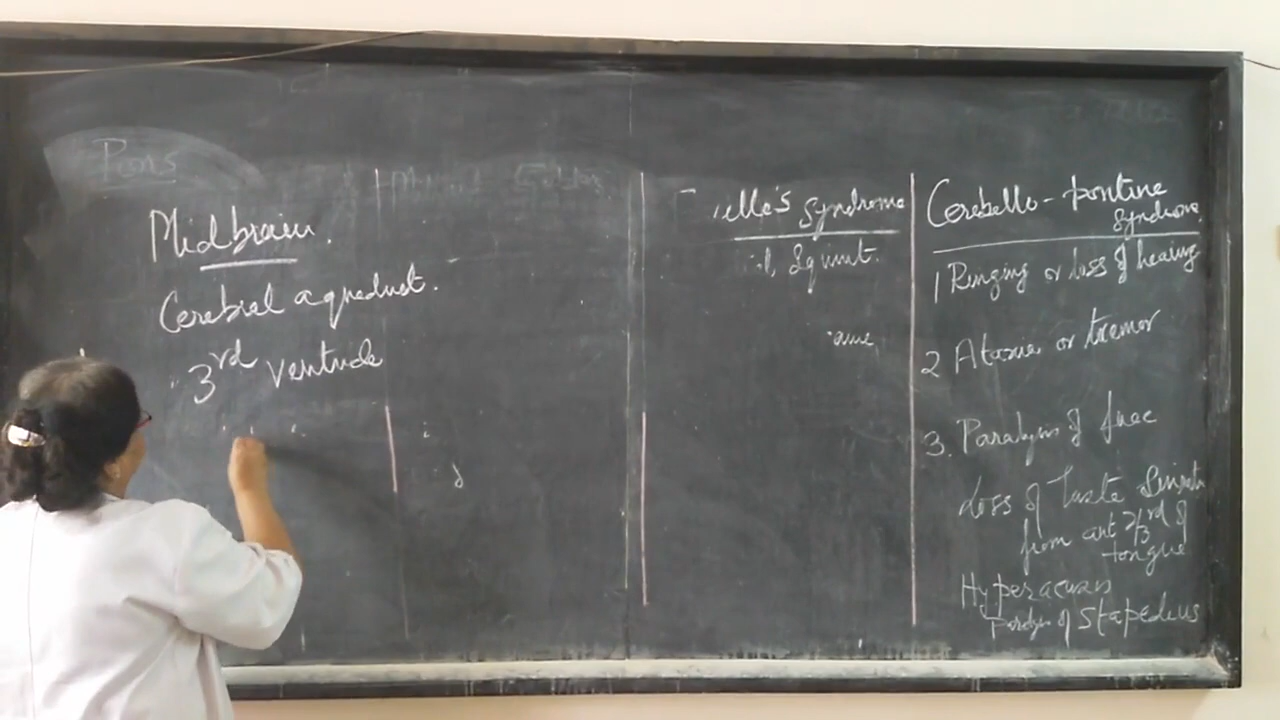 Pons
Midbrain.
Cerebral aqueduct.
3rd ventricle
syndrome
Squint.
Cerebello-pontine
syndrome
1 Ringing or loss of hearing
2 Ataxia or tremor
3. Paralysis of face
Loss of taste
from ant 2/3rd of
tongue
Hyperacusis
paralysis of Stapedius